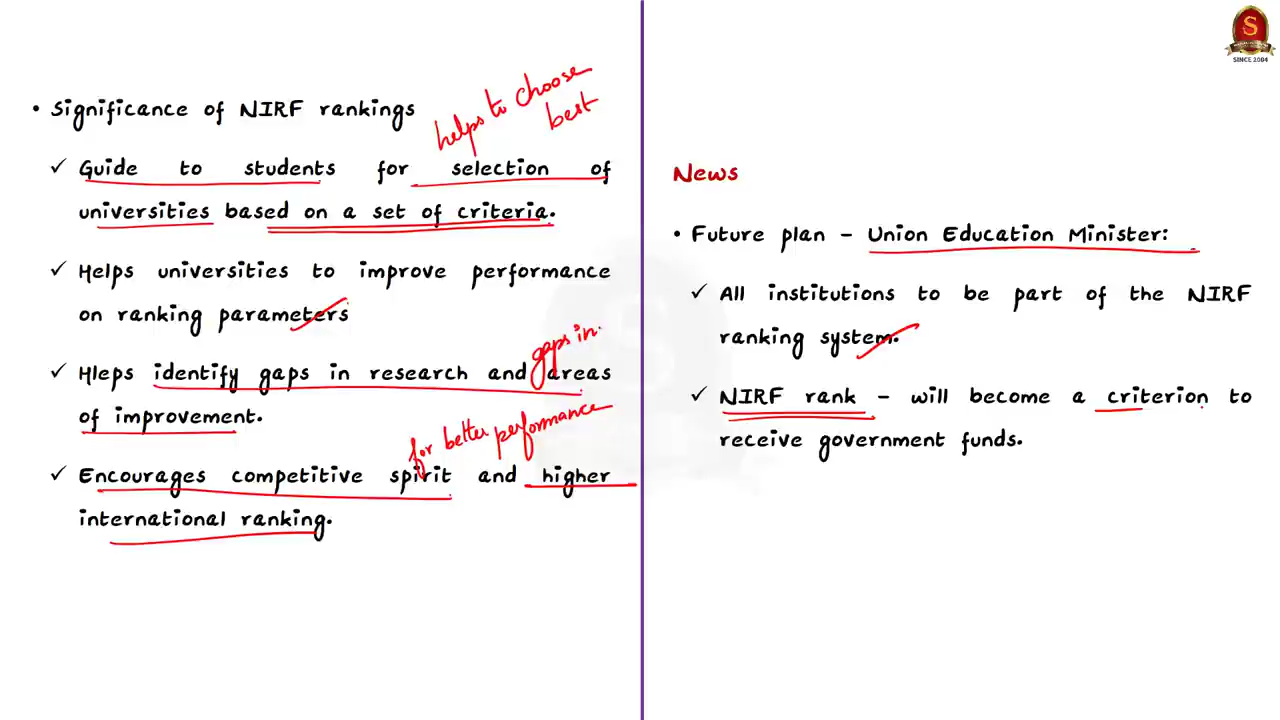 • Significance of NIRF rankings
helps to choose
best
✓ Guide to students for selection of
universities based on a set of criteria.
✓ Helps universities to improve performance
on ranking parameters
gaps in
✓ Hleps identify gaps in research and areas
of improvement.
for better performance
✓ Encourages competitive spirit and higher
international ranking.
S
SINCE 2004
News
• Future plan – Union Education Minister:
✓ All institutions to be part of the NIRF
ranking system.
✓ NIRF rank – will become a criterion to
receive government funds.